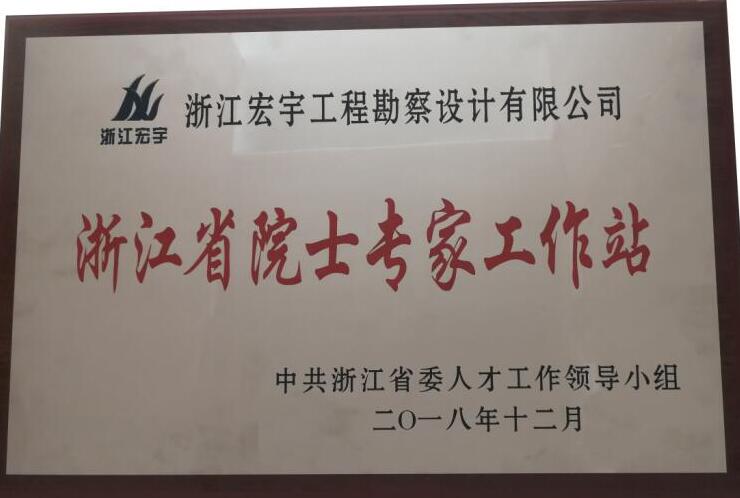 浙江宏宇工程勘察设计有限公司
浙江宏宇
浙江省院士专家工作站
中共浙江省委人才工作领导小组
二〇一八年十二月